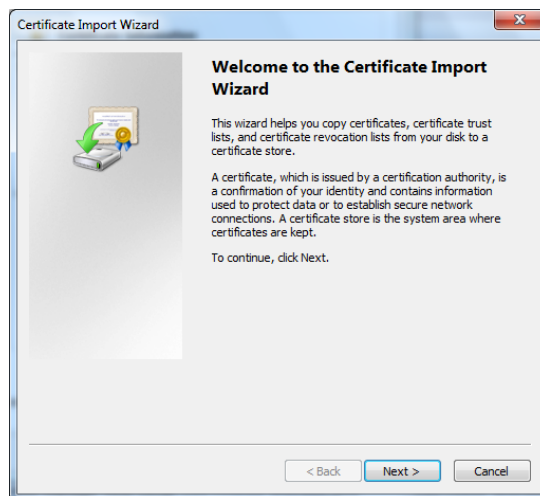 Certificate Import Wizard
Welcome to the Certificate Import
Wizard
This wizard helps you copy certificates, certificate trust
lists, and certificate revocation lists from your disk to a
certificate store.
A certificate, which is issued by a certification authority, is
a confirmation of your identity and contains information
used to protect data or to establish secure network
connections. A certificate store is the system area where
certificates are kept.
To continue, click Next.
< Back
Next >
Cancel